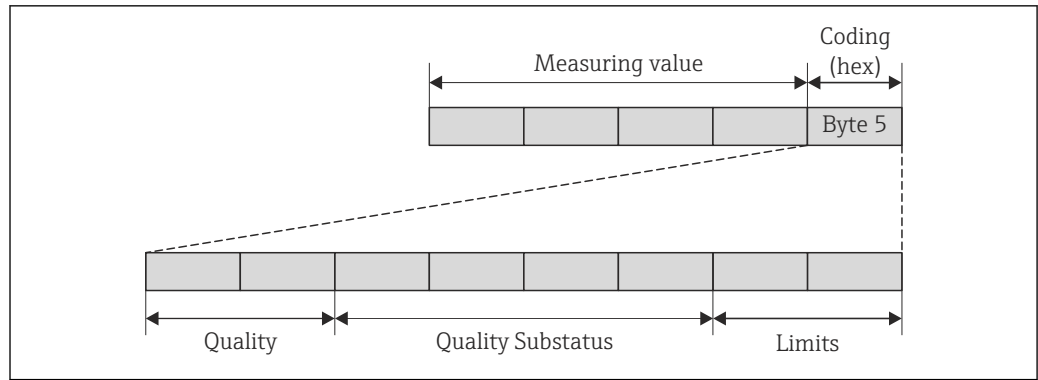 Coding
(hex)
Measuring value
Byte 5
Quality
Quality Substatus
Limits